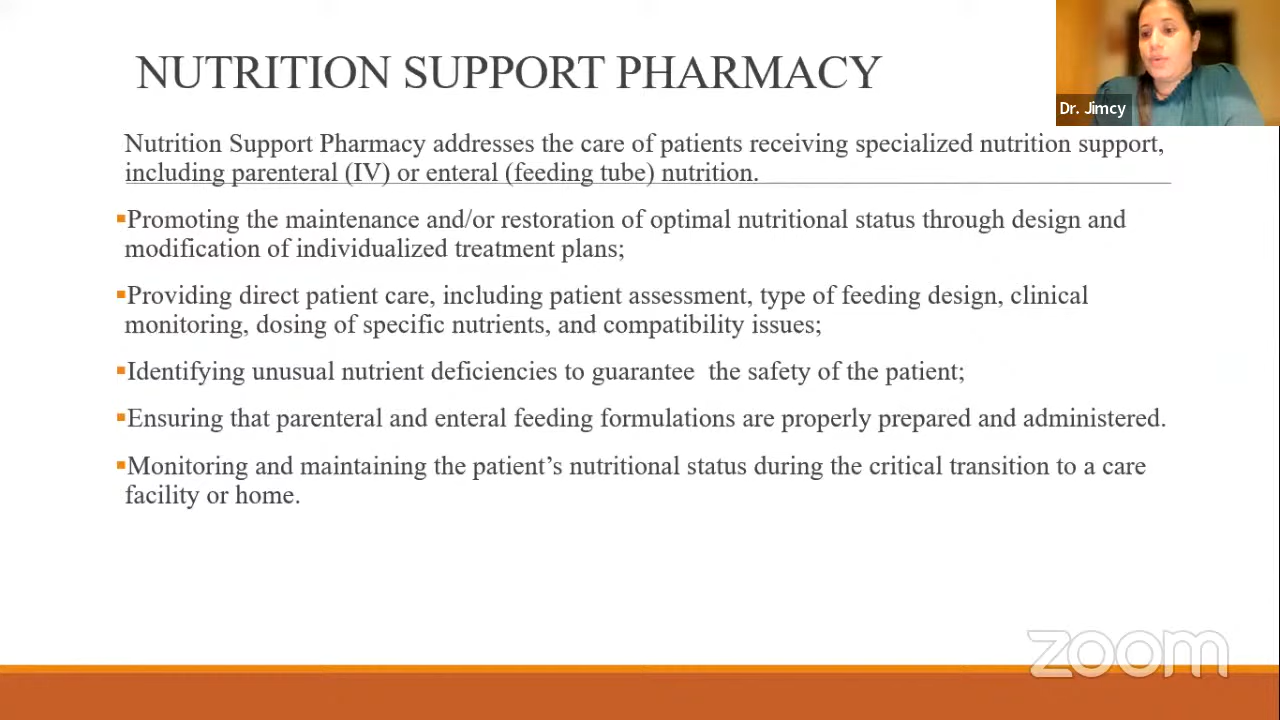 NUTRITION SUPPORT PHARMACY
Dr. Jimcy
Nutrition Support Pharmacy addresses the care of patients receiving specialized nutrition support,
including parenteral (IV) or enteral (feeding tube) nutrition.
▪Promoting the maintenance and/or restoration of optimal nutritional status through design and
modification of individualized treatment plans;
▪Providing direct patient care, including patient assessment, type of feeding design, clinical
monitoring, dosing of specific nutrients, and compatibility issues;
▪Identifying unusual nutrient deficiencies to guarantee  the safety of the patient;
▪Ensuring that parenteral and enteral feeding formulations are properly prepared and administered.
▪Monitoring and maintaining the patient’s nutritional status during the critical transition to a care
facility or home.
zoom